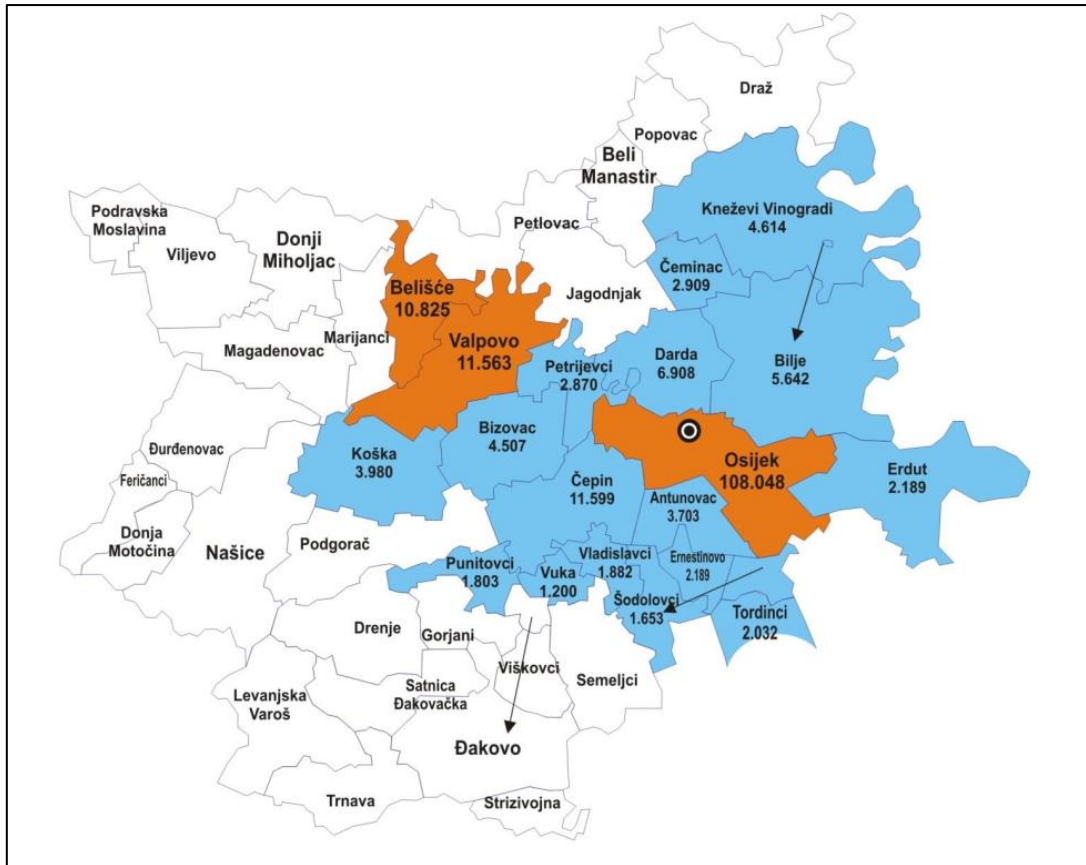 Draž
Popovac
Beli
Manastir
Kneževi Vinogradi
4.614
Podravska
Moslavina
Viljevo
Donji
Miholjac
Petlovac
Čeminac
2.909
Belišće
10.825
Jagodnjak
Marijanci
Magadenovac
Valpovo
11.563
Petrijevci
2.870
Darda
6.908
Bilje
5.642
Đurđenovac
Koška
3.980
Bizovac
4.507
Osijek
108.048
Erdut
2.189
Feričanci
Čepin
11.599
Antunovac
3.703
Donja
Motočina
Našice
Podgorač
Punitovci
1.803
Vuka
1.200
Vladislavci
1.882
Ernestinovo
2.189
Šodolovci
1.653
Tordinci
2.032
Drenje
Gorjani
Viškovci
Semeljci
Levanjska
Varoš
Satnica
Đakovačka
Đakovo
Trnava
Strizivojna